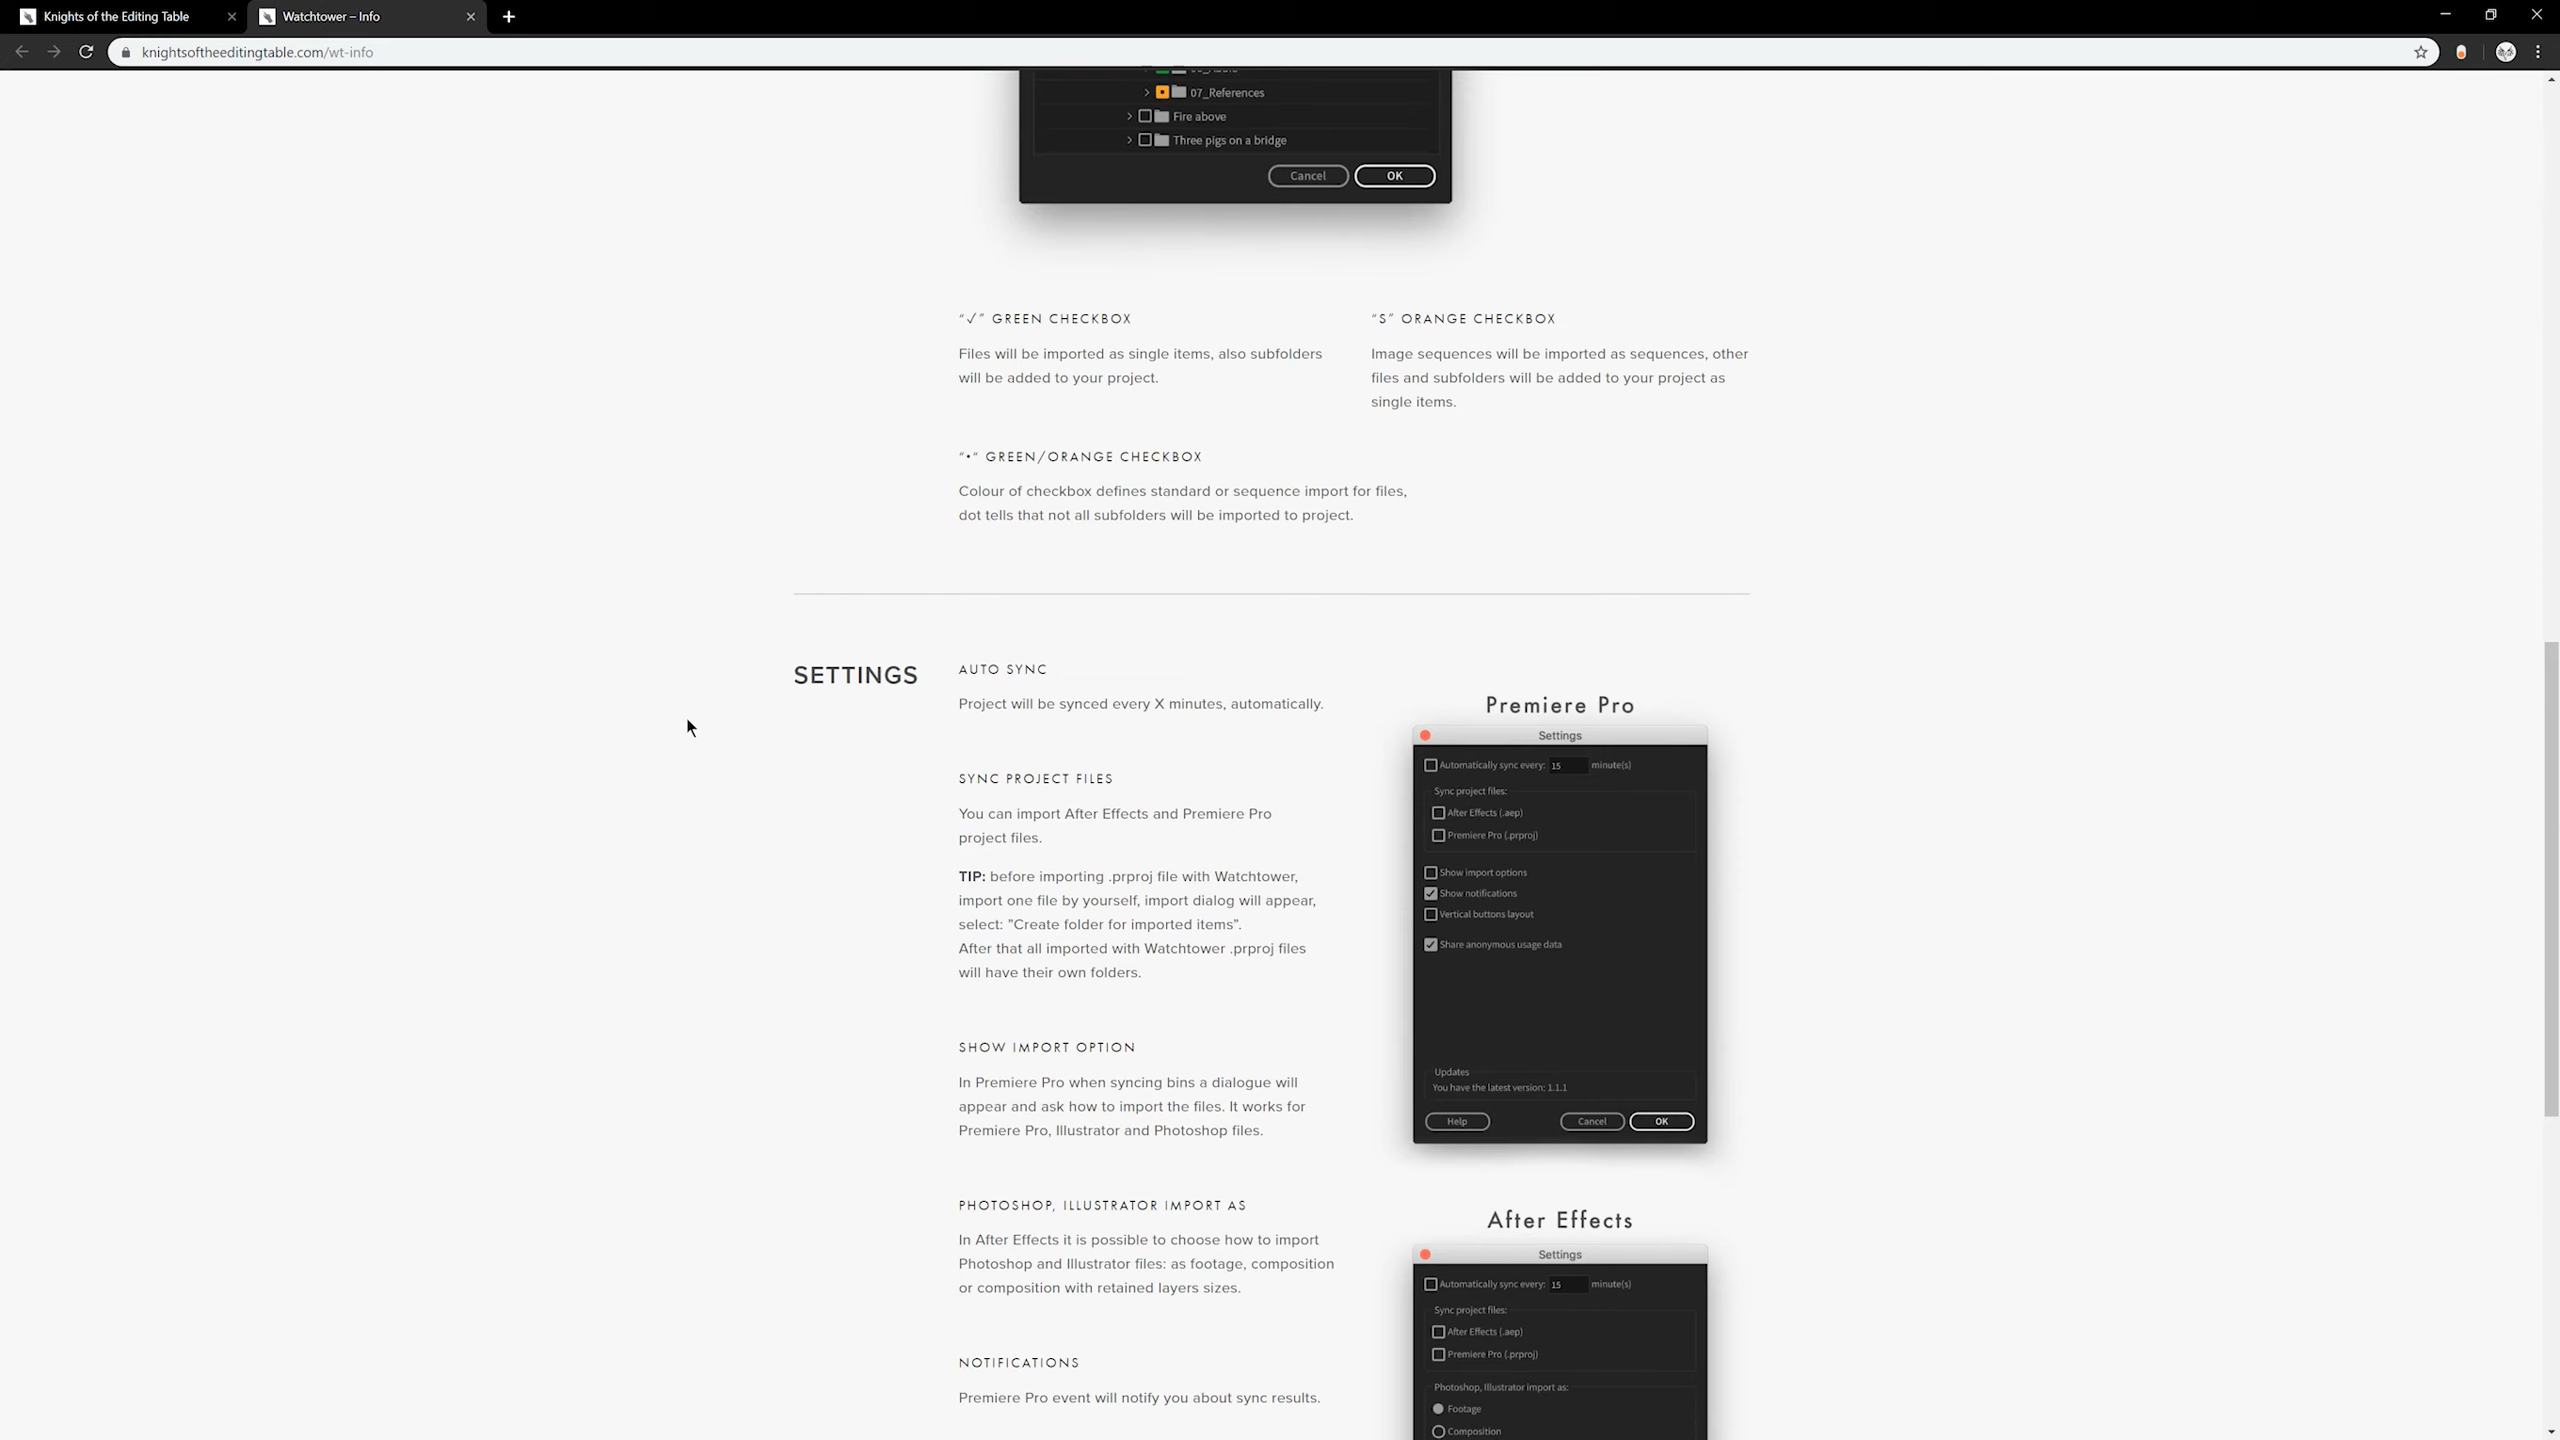 Knights of the Editing Table
Watchtower – Info
knightsoftheeditingtable.com/wt-info
07_References
Fire above
Three pigs on a bridge
Cancel
OK
“✓” GREEN CHECKBOX
Files will be imported as single items, also subfolders
will be added to your project.
“S” ORANGE CHECKBOX
Image sequences will be imported as sequences, other
files and subfolders will be added to your project as
single items.
“•“ GREEN/ORANGE CHECKBOX
Colour of checkbox defines standard or sequence import for files,
dot tells that not all subfolders will be imported to project.
SETTINGS
AUTO SYNC
Project will be synced every X minutes, automatically.
SYNC PROJECT FILES
You can import After Effects and Premiere Pro
project files.
TIP: before importing .prproj file with Watchtower,
import one file by yourself, import dialog will appear,
select: ”Create folder for imported items”.
After that all imported with Watchtower .prproj files
will have their own folders.
SHOW IMPORT OPTION
In Premiere Pro when syncing bins a dialogue will
appear and ask how to import the files. It works for
Premiere Pro, Illustrator and Photoshop files.
PHOTOSHOP, ILLUSTRATOR IMPORT AS
In After Effects it is possible to choose how to import
Photoshop and Illustrator files: as footage, composition
or composition with retained layers sizes.
NOTIFICATIONS
Premiere Pro event will notify you about sync results.
Premiere Pro
Settings
Automatically sync every: 15 minute(s)
Sync project files:
After Effects (.aep)
Premiere Pro (.prproj)
Show import options
Show notifications
Vertical buttons layout
Share anonymous usage data
Updates
You have the latest version: 1.1.1
Help
Cancel
OK
After Effects
Settings
Automatically sync every: 15 minute(s)
Sync project files:
After Effects (.aep)
Premiere Pro (.prproj)
Photoshop, Illustrator import as:
Footage
Composition